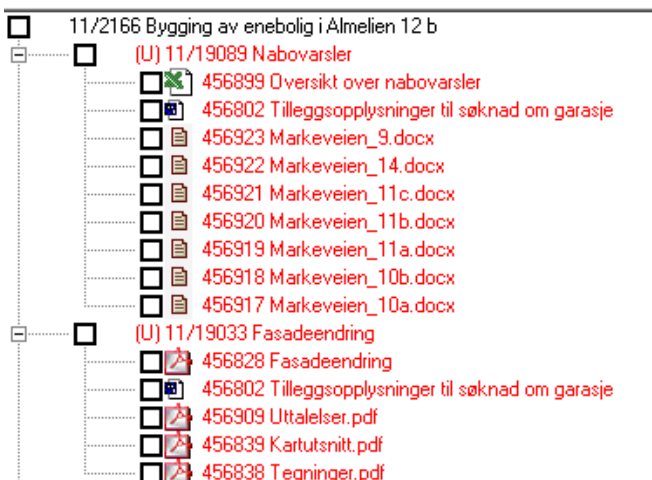 11/2166 Bygging av enebolig i Almelien 12 b
(U) 11/19089 Nabovarsler
456899 Oversikt over nabovarsler
456802 Tilleggsopplysninger til søknad om garasje
456923 Markeveien_9.docx
456922 Markeveien_14.docx
456921 Markeveien_11c.docx
456920 Markeveien_11b.docx
456919 Markeveien_11a.docx
456918 Markeveien_10b.docx
456917 Markeveien_10a.docx
(U) 11/19033 Fasadeendring
456828 Fasadeendring
456802 Tilleggsopplysninger til søknad om garasje
456909 Uttalelser.pdf
456839 Kartutsnitt.pdf
456838 Tegninger.pdf